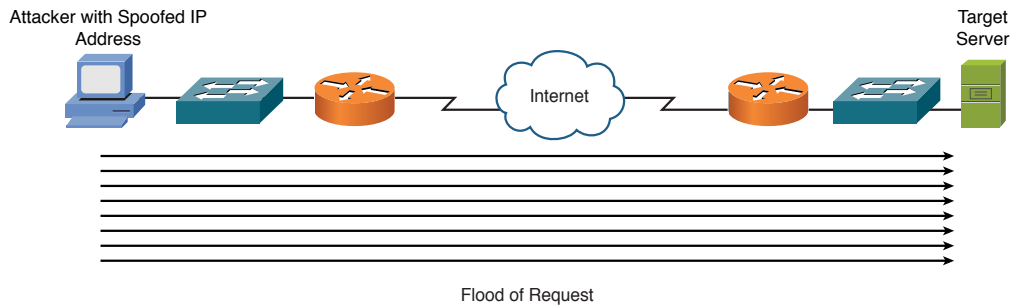 Attacker with Spoofed IP
Address
Target
Server
Internet
Flood of Request